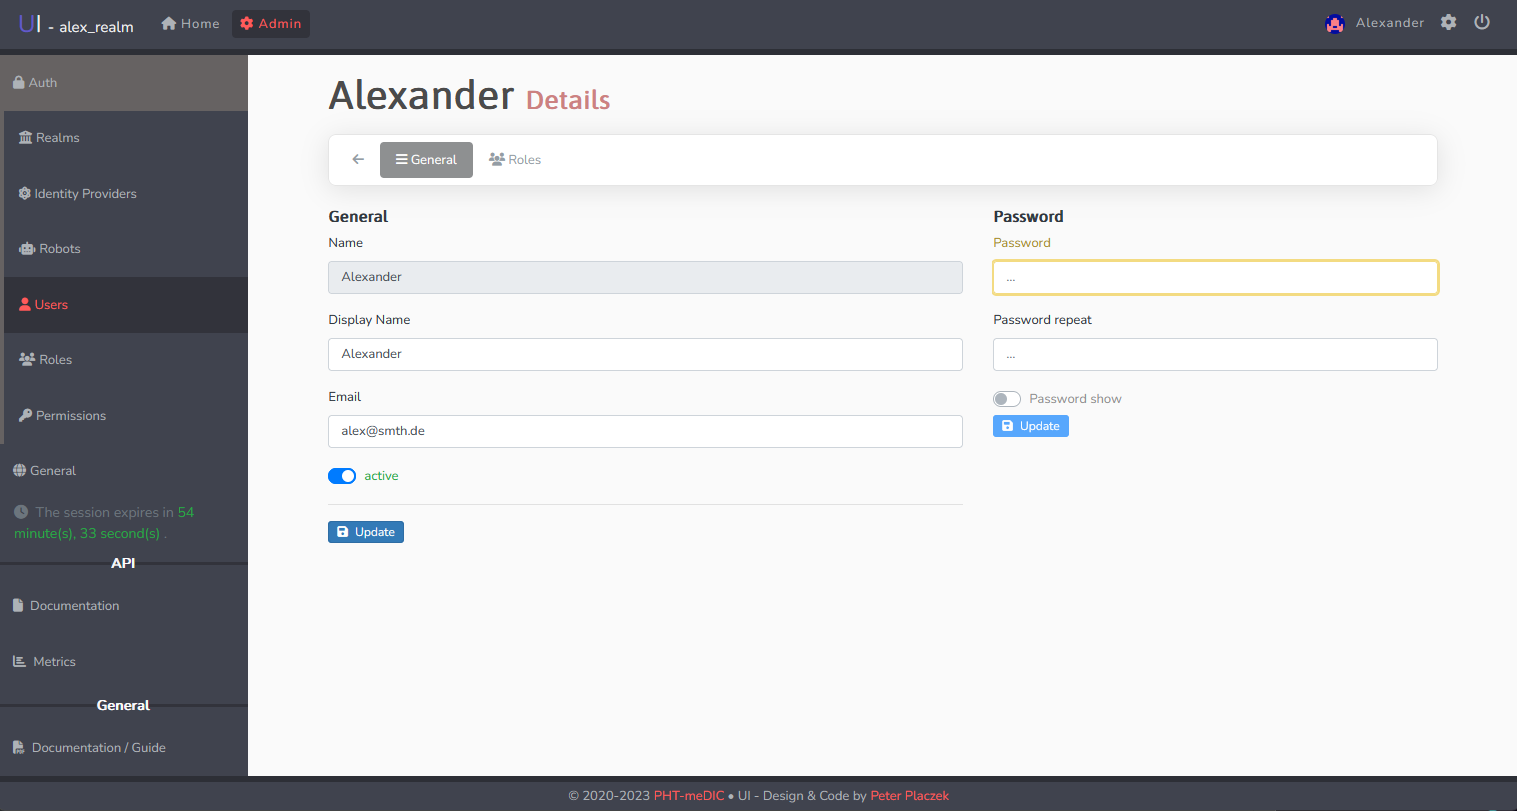 UI - alex_realm Home Admin Alexander
Auth
Realms
Identity Providers
Robots
Users
Roles
Permissions
General
The session expires in 54
minute(s), 33 second(s) .
API
Documentation
Metrics
General
Documentation / Guide
Alexander Details
General Roles
General
Name
Alexander
Display Name
Alexander
Email
alex@smth.de
active
Update
Password
Password
...
Password repeat
...
Password show
Update
© 2020-2023 PHT-meDIC • UI - Design & Code by Peter Placzek